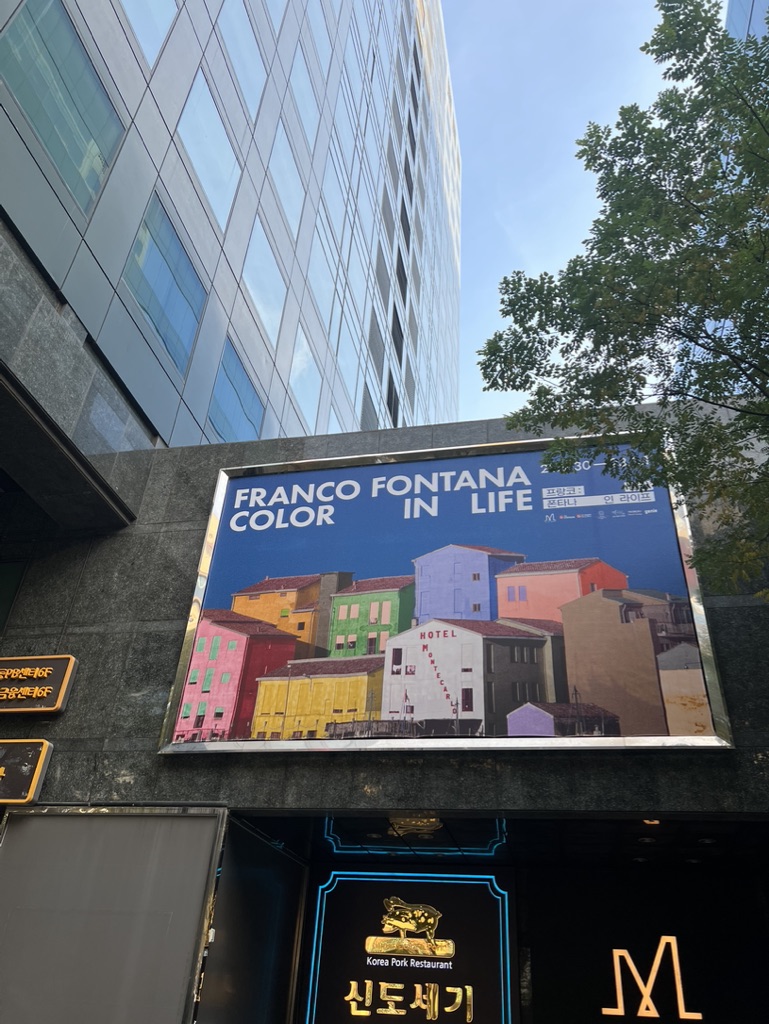 FRANCO FONTANA
COLOR IN LIFE
프랑코:
폰타나 인 라이프
HOTEL
MONTECARLO
Korea Pork Restaurant
신도세기
M